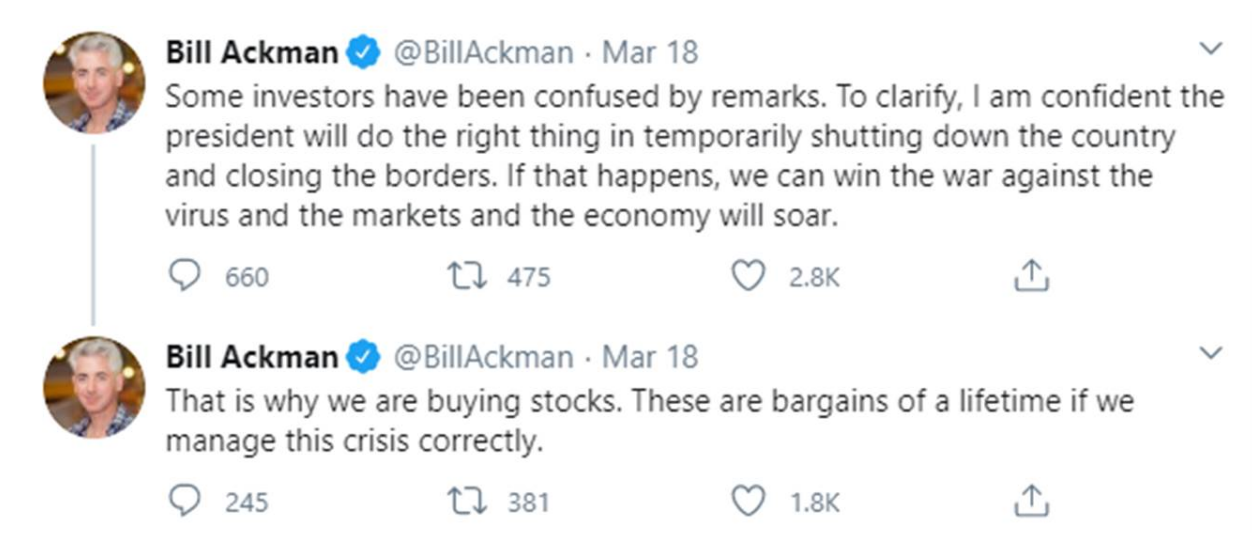 Bill Ackman @BillAckman · Mar 18
Some investors have been confused by remarks. To clarify, I am confident the
president will do the right thing in temporarily shutting down the country
and closing the borders. If that happens, we can win the war against the
virus and the markets and the economy will soar.
660 475 2.8K
Bill Ackman @BillAckman · Mar 18
That is why we are buying stocks. These are bargains of a lifetime if we
manage this crisis correctly.
245 381 1.8K